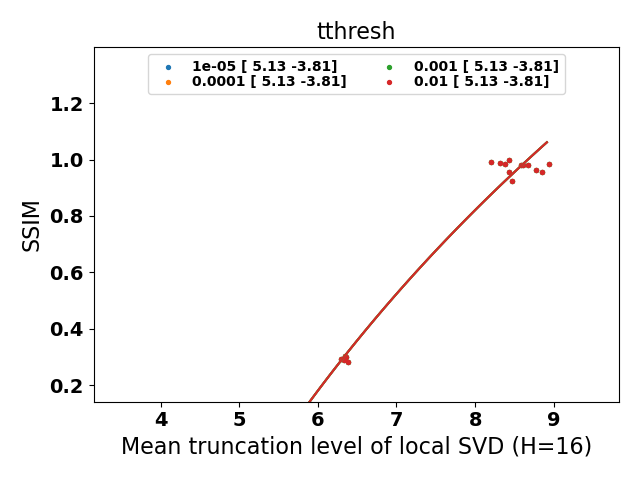 tthresh
1e-05 [ 5.13 -3.81]
0.0001 [ 5.13 -3.81]
0.001 [ 5.13 -3.81]
0.01 [ 5.13 -3.81]
SSIM
1.2
1.0
0.8
0.6
0.4
0.2
4 5 6 7 8 9
Mean truncation level of local SVD (H=16)